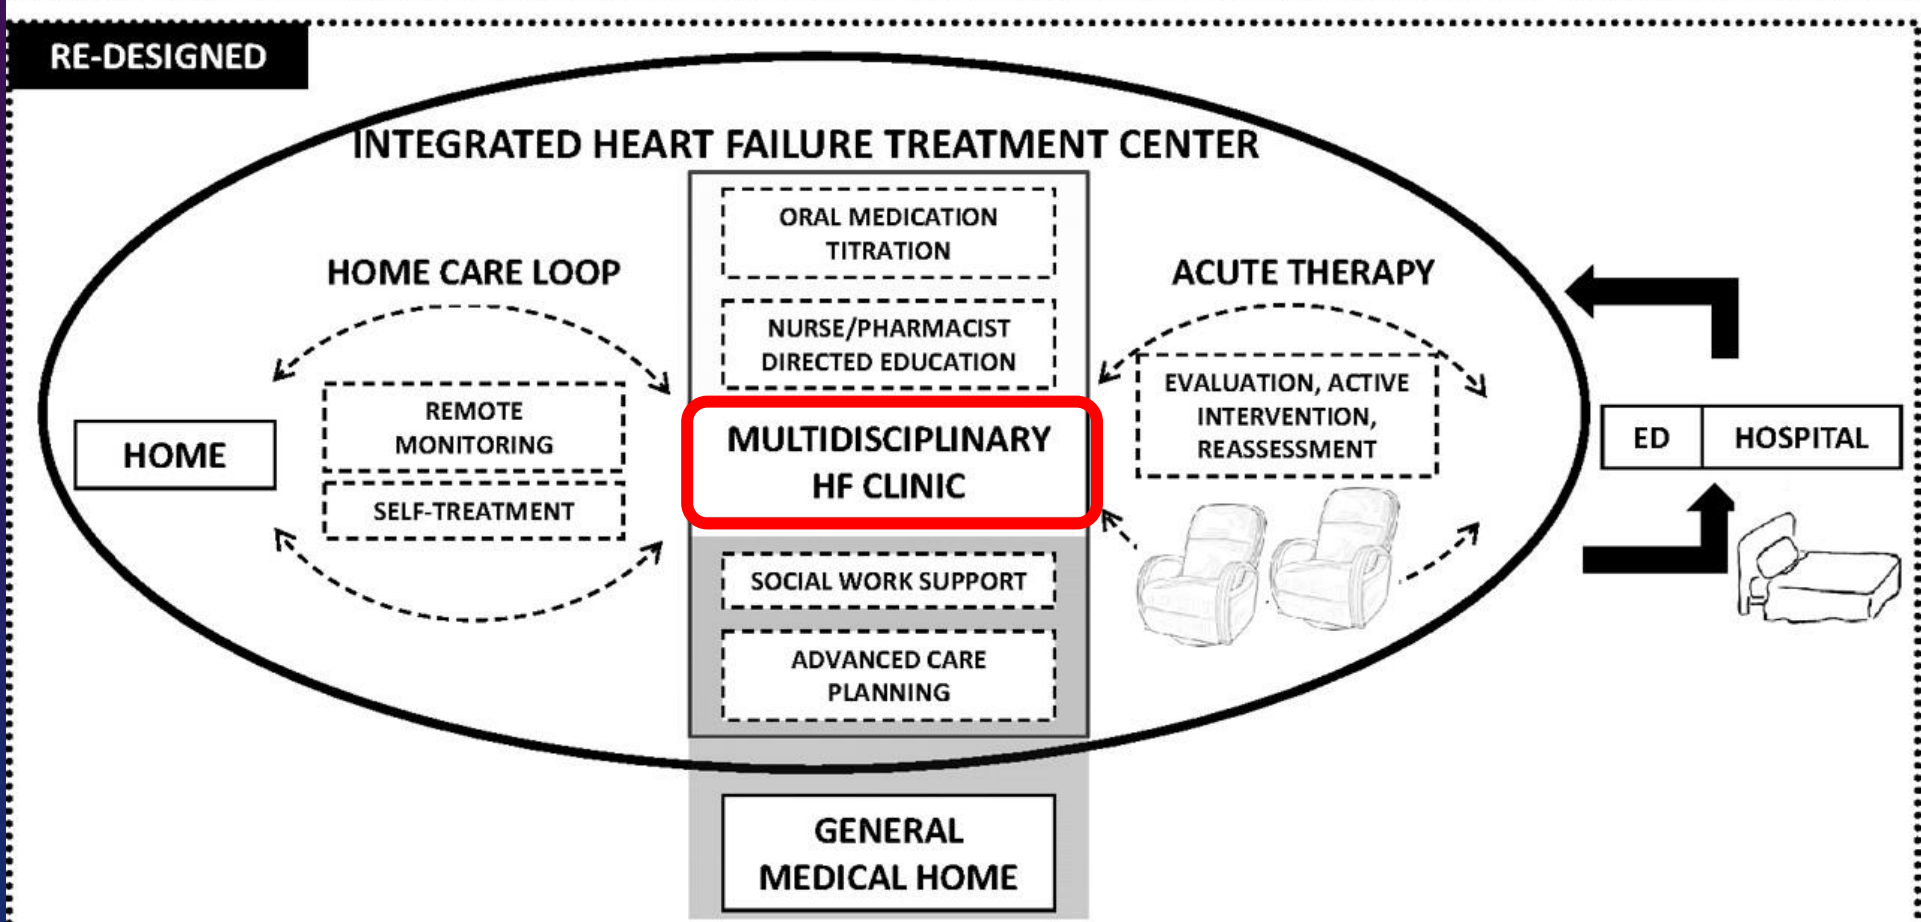 RE-DESIGNED
INTEGRATED HEART FAILURE TREATMENT CENTER
HOME CARE LOOP
HOME
REMOTE
MONITORING
SELF-TREATMENT
ORAL MEDICATION
TITRATION
NURSE/PHARMACIST
DIRECTED EDUCATION
MULTIDISCIPLINARY
HF CLINIC
SOCIAL WORK SUPPORT
ADVANCED CARE
PLANNING
GENERAL
MEDICAL HOME
ACUTE THERAPY
EVALUATION, ACTIVE
INTERVENTION,
REASSESSMENT
ED
HOSPITAL